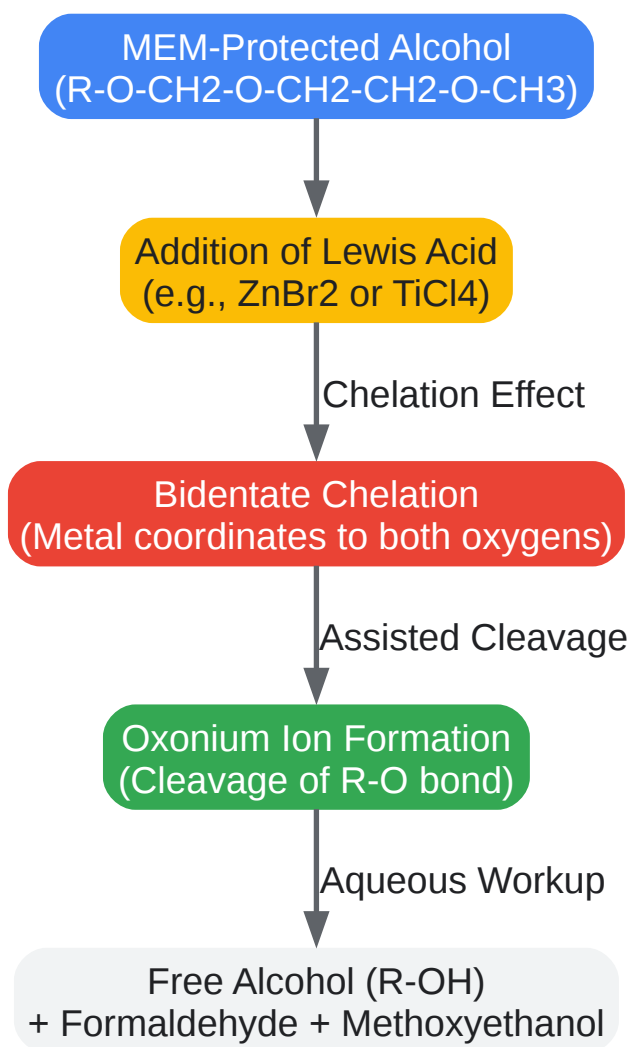 MEM-Protected Alcohol
(R-O-CH2-O-CH2-CH2-O-CH3)
Addition of Lewis Acid
(e.g., ZnBr2 or TiCl4)
Chelation Effect
Bidentate Chelation
(Metal coordinates to both oxygens)
Assisted Cleavage
Oxonium Ion Formation
(Cleavage of R-O bond)
Aqueous Workup
Free Alcohol (R-OH)
+ Formaldehyde + Methoxyethanol